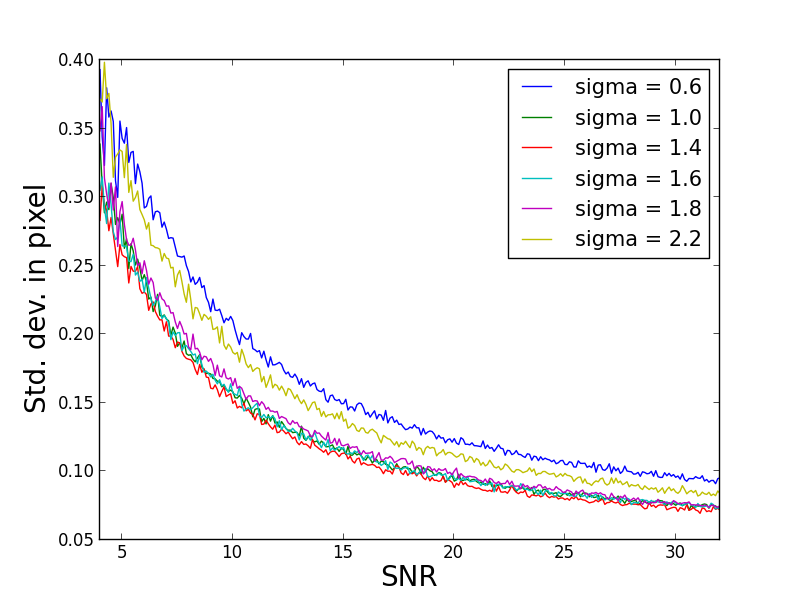 0.40
0.35
0.30
0.25
0.20
0.15
0.10
0.05
Std. dev. in pixel
sigma = 0.6
sigma = 1.0
sigma = 1.4
sigma = 1.6
sigma = 1.8
sigma = 2.2
5 10 15 20 25 30
SNR